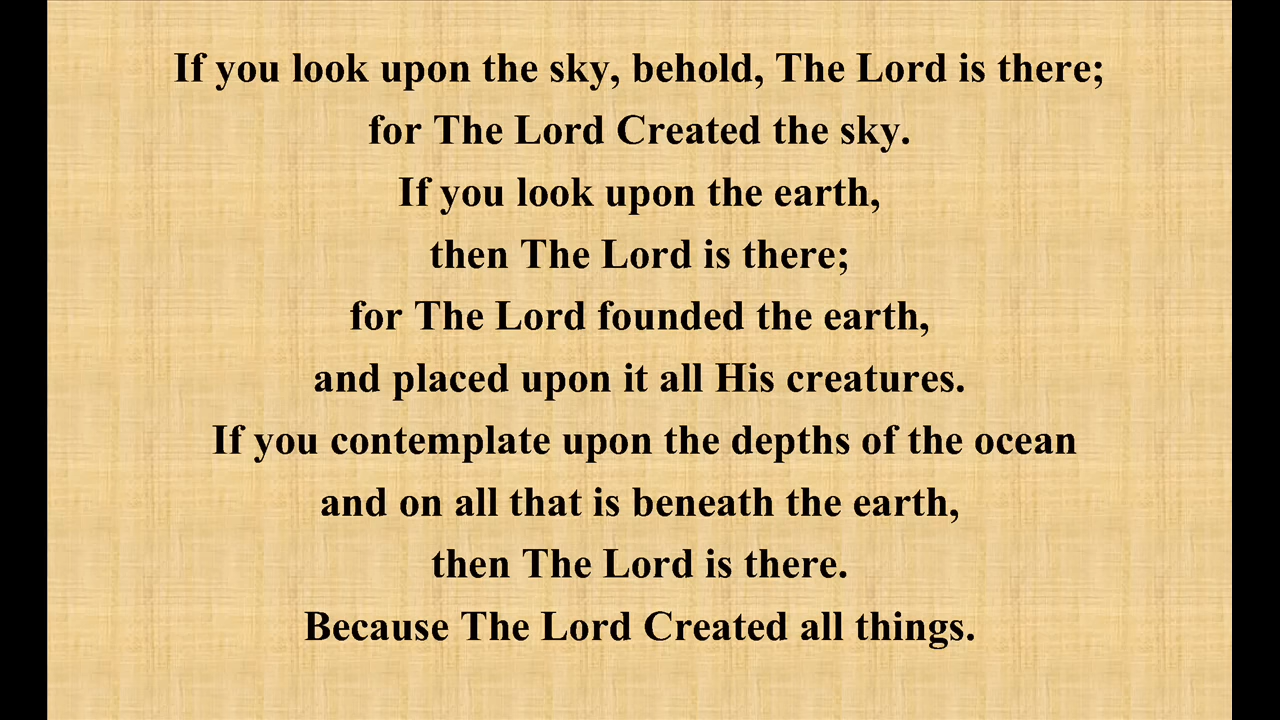 If you look upon the sky, behold, The Lord is there;
for The Lord Created the sky.
If you look upon the earth,
then The Lord is there;
for The Lord founded the earth,
and placed upon it all His creatures.
If you contemplate upon the depths of the ocean
and on all that is beneath the earth,
then The Lord is there.
Because The Lord Created all things.